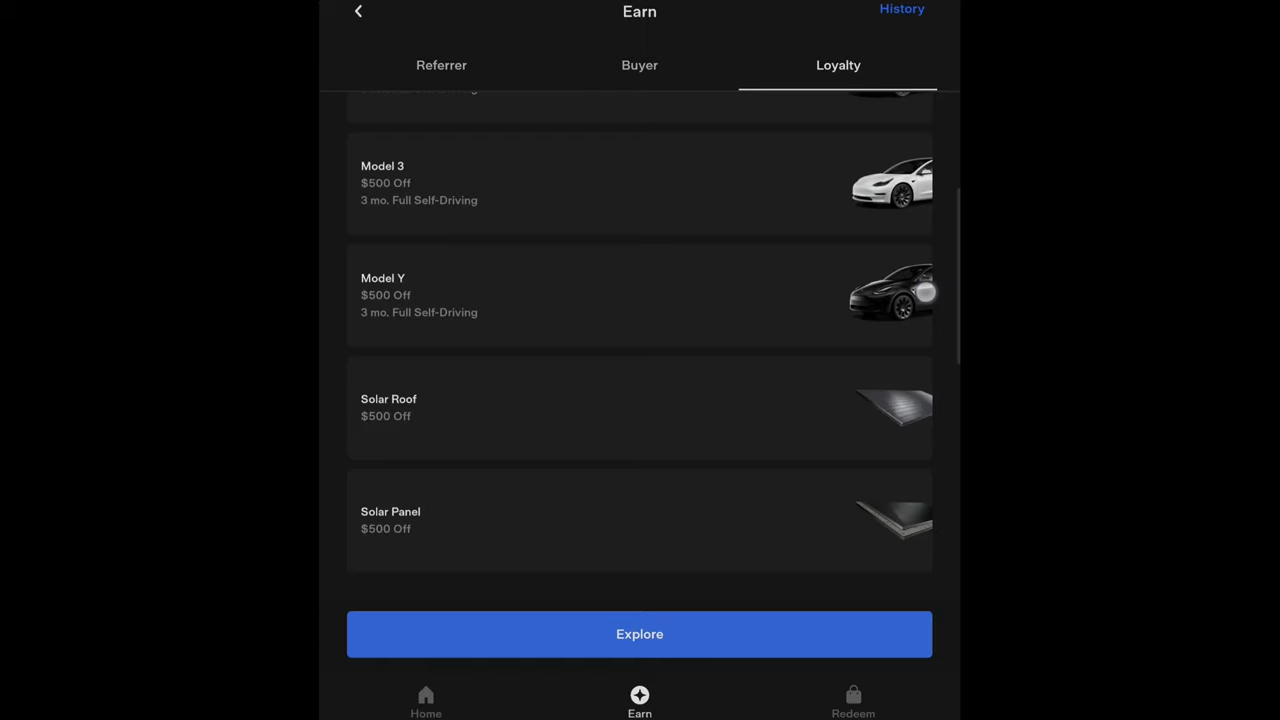 Earn
History
Referrer
Buyer
Loyalty
Model 3
$500 Off
3 mo. Full Self-Driving
Model Y
$500 Off
3 mo. Full Self-Driving
Solar Roof
$500 Off
Solar Panel
$500 Off
Explore
Home
Earn
Redeem